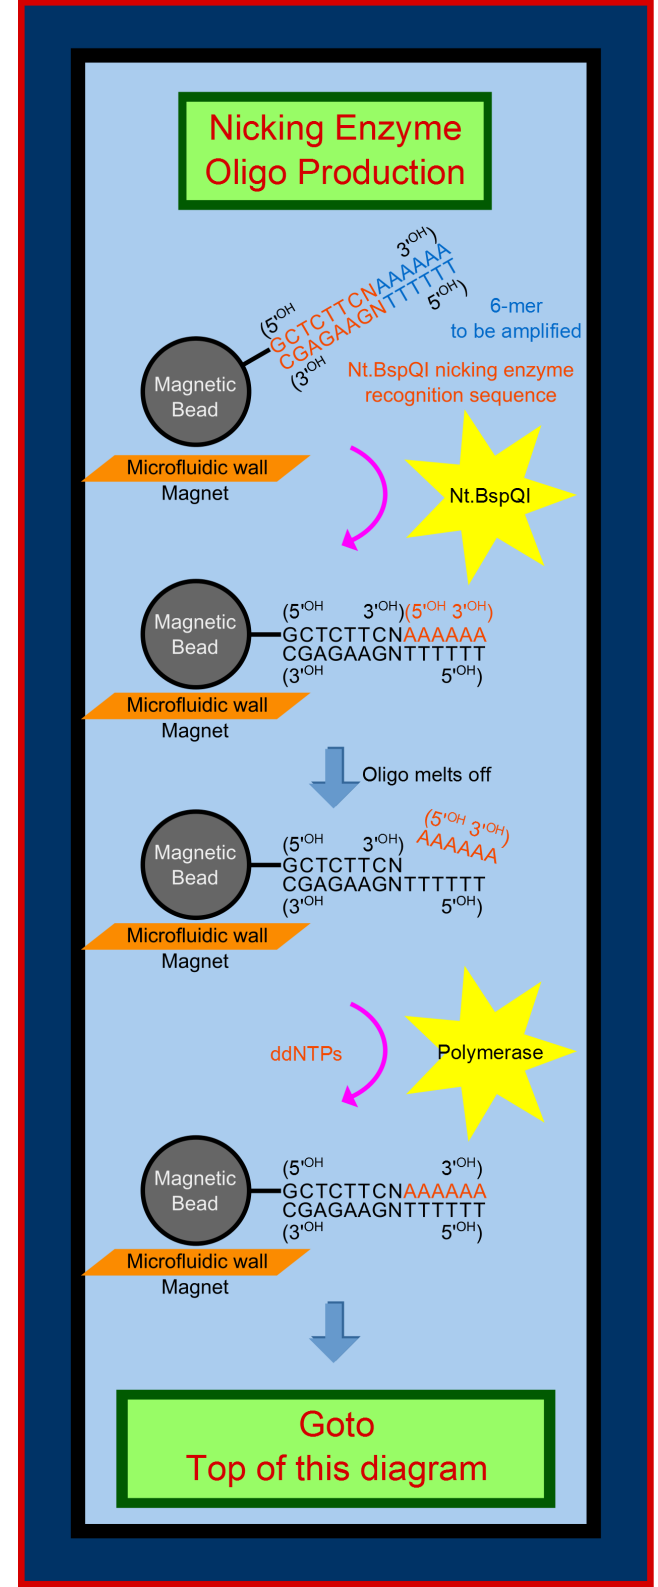 Nicking Enzyme
Oligo Production
3'OH)
(5'OH
GCTCTTCNAAAAAA
CGAGAAGNTTTTTT
5'OH)
(3'OH
6-mer
to be amplified
Nt.BspQI nicking enzyme
recognition sequence
Magnetic
Bead
Microfluidic wall
Magnet
Nt.BspQI
(5'OH 3'OH)(5'OH 3'OH)
Magnetic
Bead
GCTCTTCNAAAAAA
CGAGAAGNTTTTTT
(3'OH 5'OH)
Microfluidic wall
Magnet
Oligo melts off
(5'OH 3'OH)
AAAAAA
(5'OH 3'OH)
Magnetic
Bead
GCTCTTCN
CGAGAAGNTTTTTT
(3'OH 5'OH)
Microfluidic wall
Magnet
ddNTPs
Polymerase
(5'OH 3'OH)
Magnetic
Bead
GCTCTTCNAAAAAA
CGAGAAGNTTTTTT
(3'OH 5'OH)
Microfluidic wall
Magnet
Goto
Top of this diagram